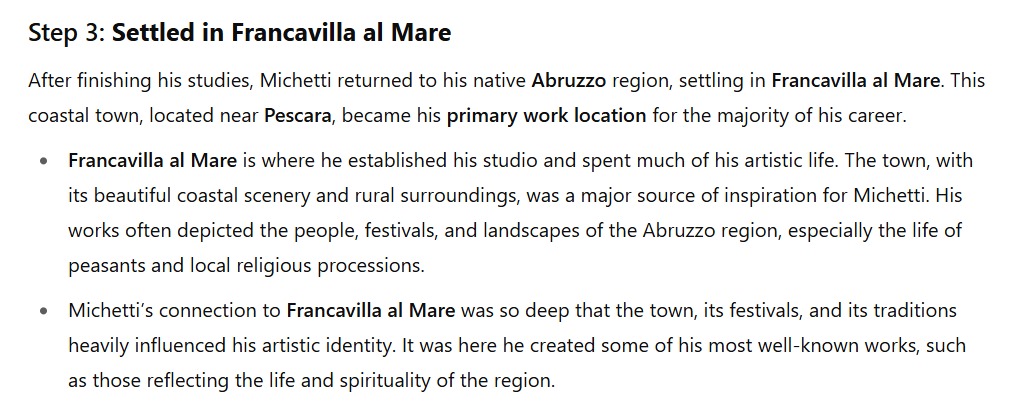 Step 3: Settled in Francavilla al Mare
After finishing his studies, Michetti returned to his native Abruzzo region, settling in Francavilla al Mare. This
coastal town, located near Pescara, became his primary work location for the majority of his career.
• Francavilla al Mare is where he established his studio and spent much of his artistic life. The town, with
its beautiful coastal scenery and rural surroundings, was a major source of inspiration for Michetti. His
works often depicted the people, festivals, and landscapes of the Abruzzo region, especially the life of
peasants and local religious processions.
• Michetti's connection to Francavilla al Mare was so deep that the town, its festivals, and its traditions
heavily influenced his artistic identity. It was here he created some of his most well-known works, such
as those reflecting the life and spirituality of the region.